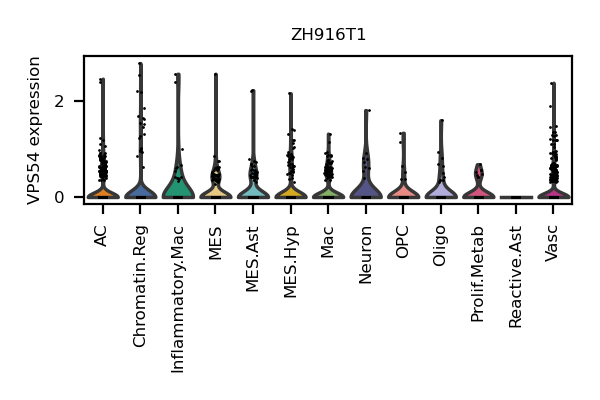 ZH916T1
VPS54 expression
2
0
AC
Chromatin.Reg
Inflammatory.Mac
MES
MES.Ast
MES.Hyp
Mac
Neuron
OPC
Oligo
Prolif.Metab
Reactive.Ast
Vasc